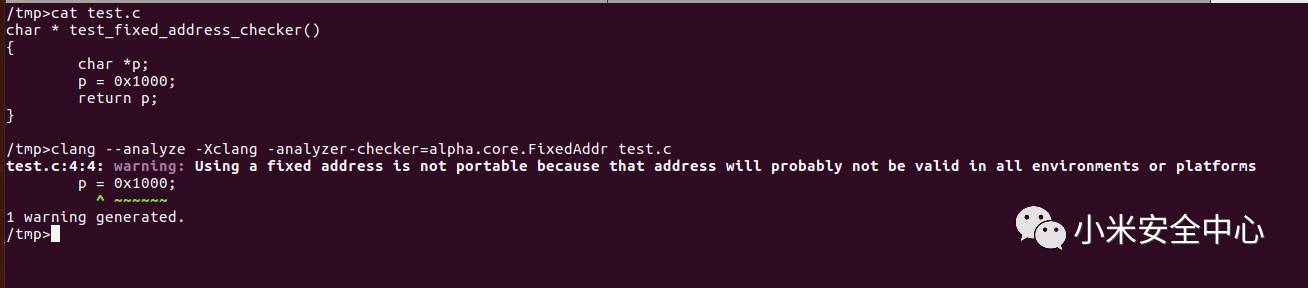 /tmp>cat test.c
char * test_fixed_address_checker()
{
        char *p;
        p = 0x1000;
        return p;
}
/tmp>clang --analyze -Xclang -analyzer-checker=alpha.core.FixedAddr test.c
test.c:4:4: warning: Using a fixed address is not portable because that address will probably not be valid in all environments or platforms
        p = 0x1000;
          ^ ~~~~~~
1 warning generated.
/tmp>
小米安全中心